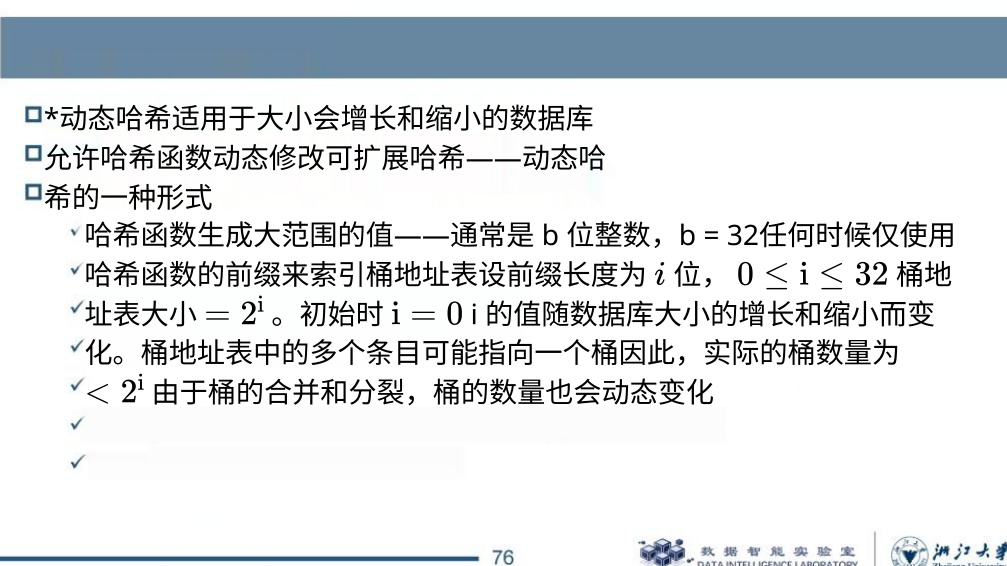 *动态哈希适用于大小会增长和缩小的数据库
允许哈希函数动态修改可扩展哈希——动态哈
希的一种形式
哈希函数生成大范围的值——通常是 b 位整数，b = 32任何时候仅使用
哈希函数的前缀来索引桶地址表设前缀长度为 i 位， 0 ≤ i ≤ 32 桶地
址表大小 = 2^i 。初始时 i = 0 i 的值随数据库大小的增长和缩小而变
化。桶地址表中的多个条目可能指向一个桶因此，实际的桶数量为
< 2^i 由于桶的合并和分裂，桶的数量也会动态变化
76
数据智能实验室
DATA INTELLIGENCE LABORATORY
浙江大学